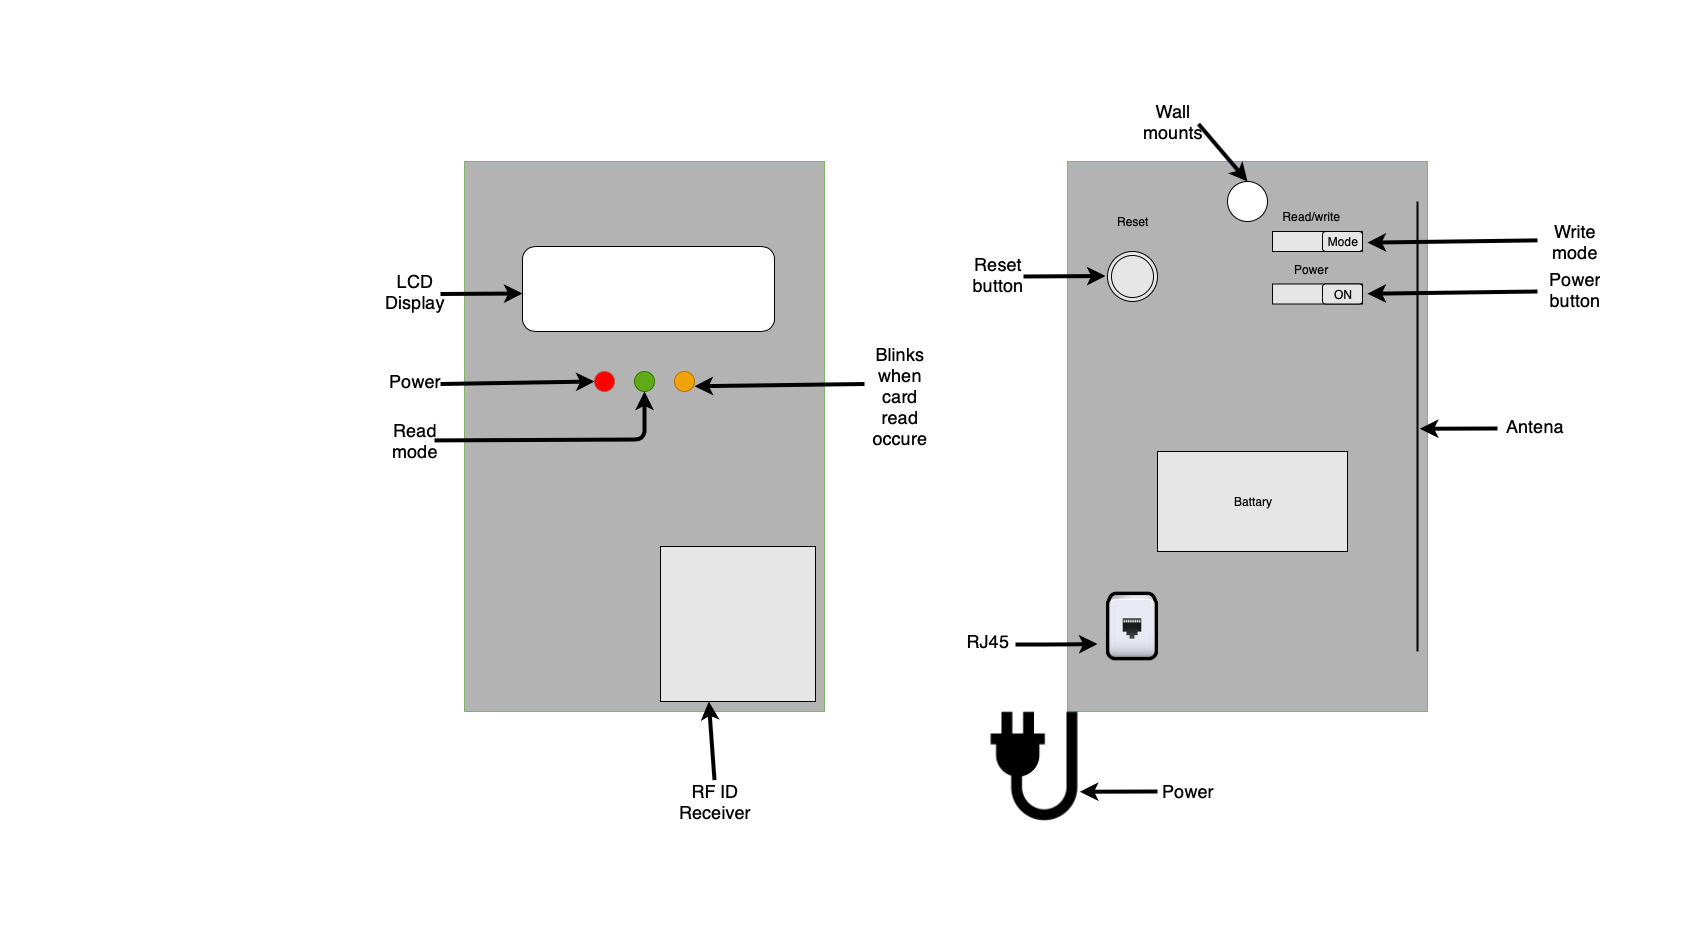 LCD
Display
Power
Read
mode
Blinks
when
card
read
occure
RF ID
Receiver
Wall
mounts
Reset
Reset
button
Read/write
Mode
Power
ON
Write
mode
Power
button
Antena
Battary
RJ45
Power